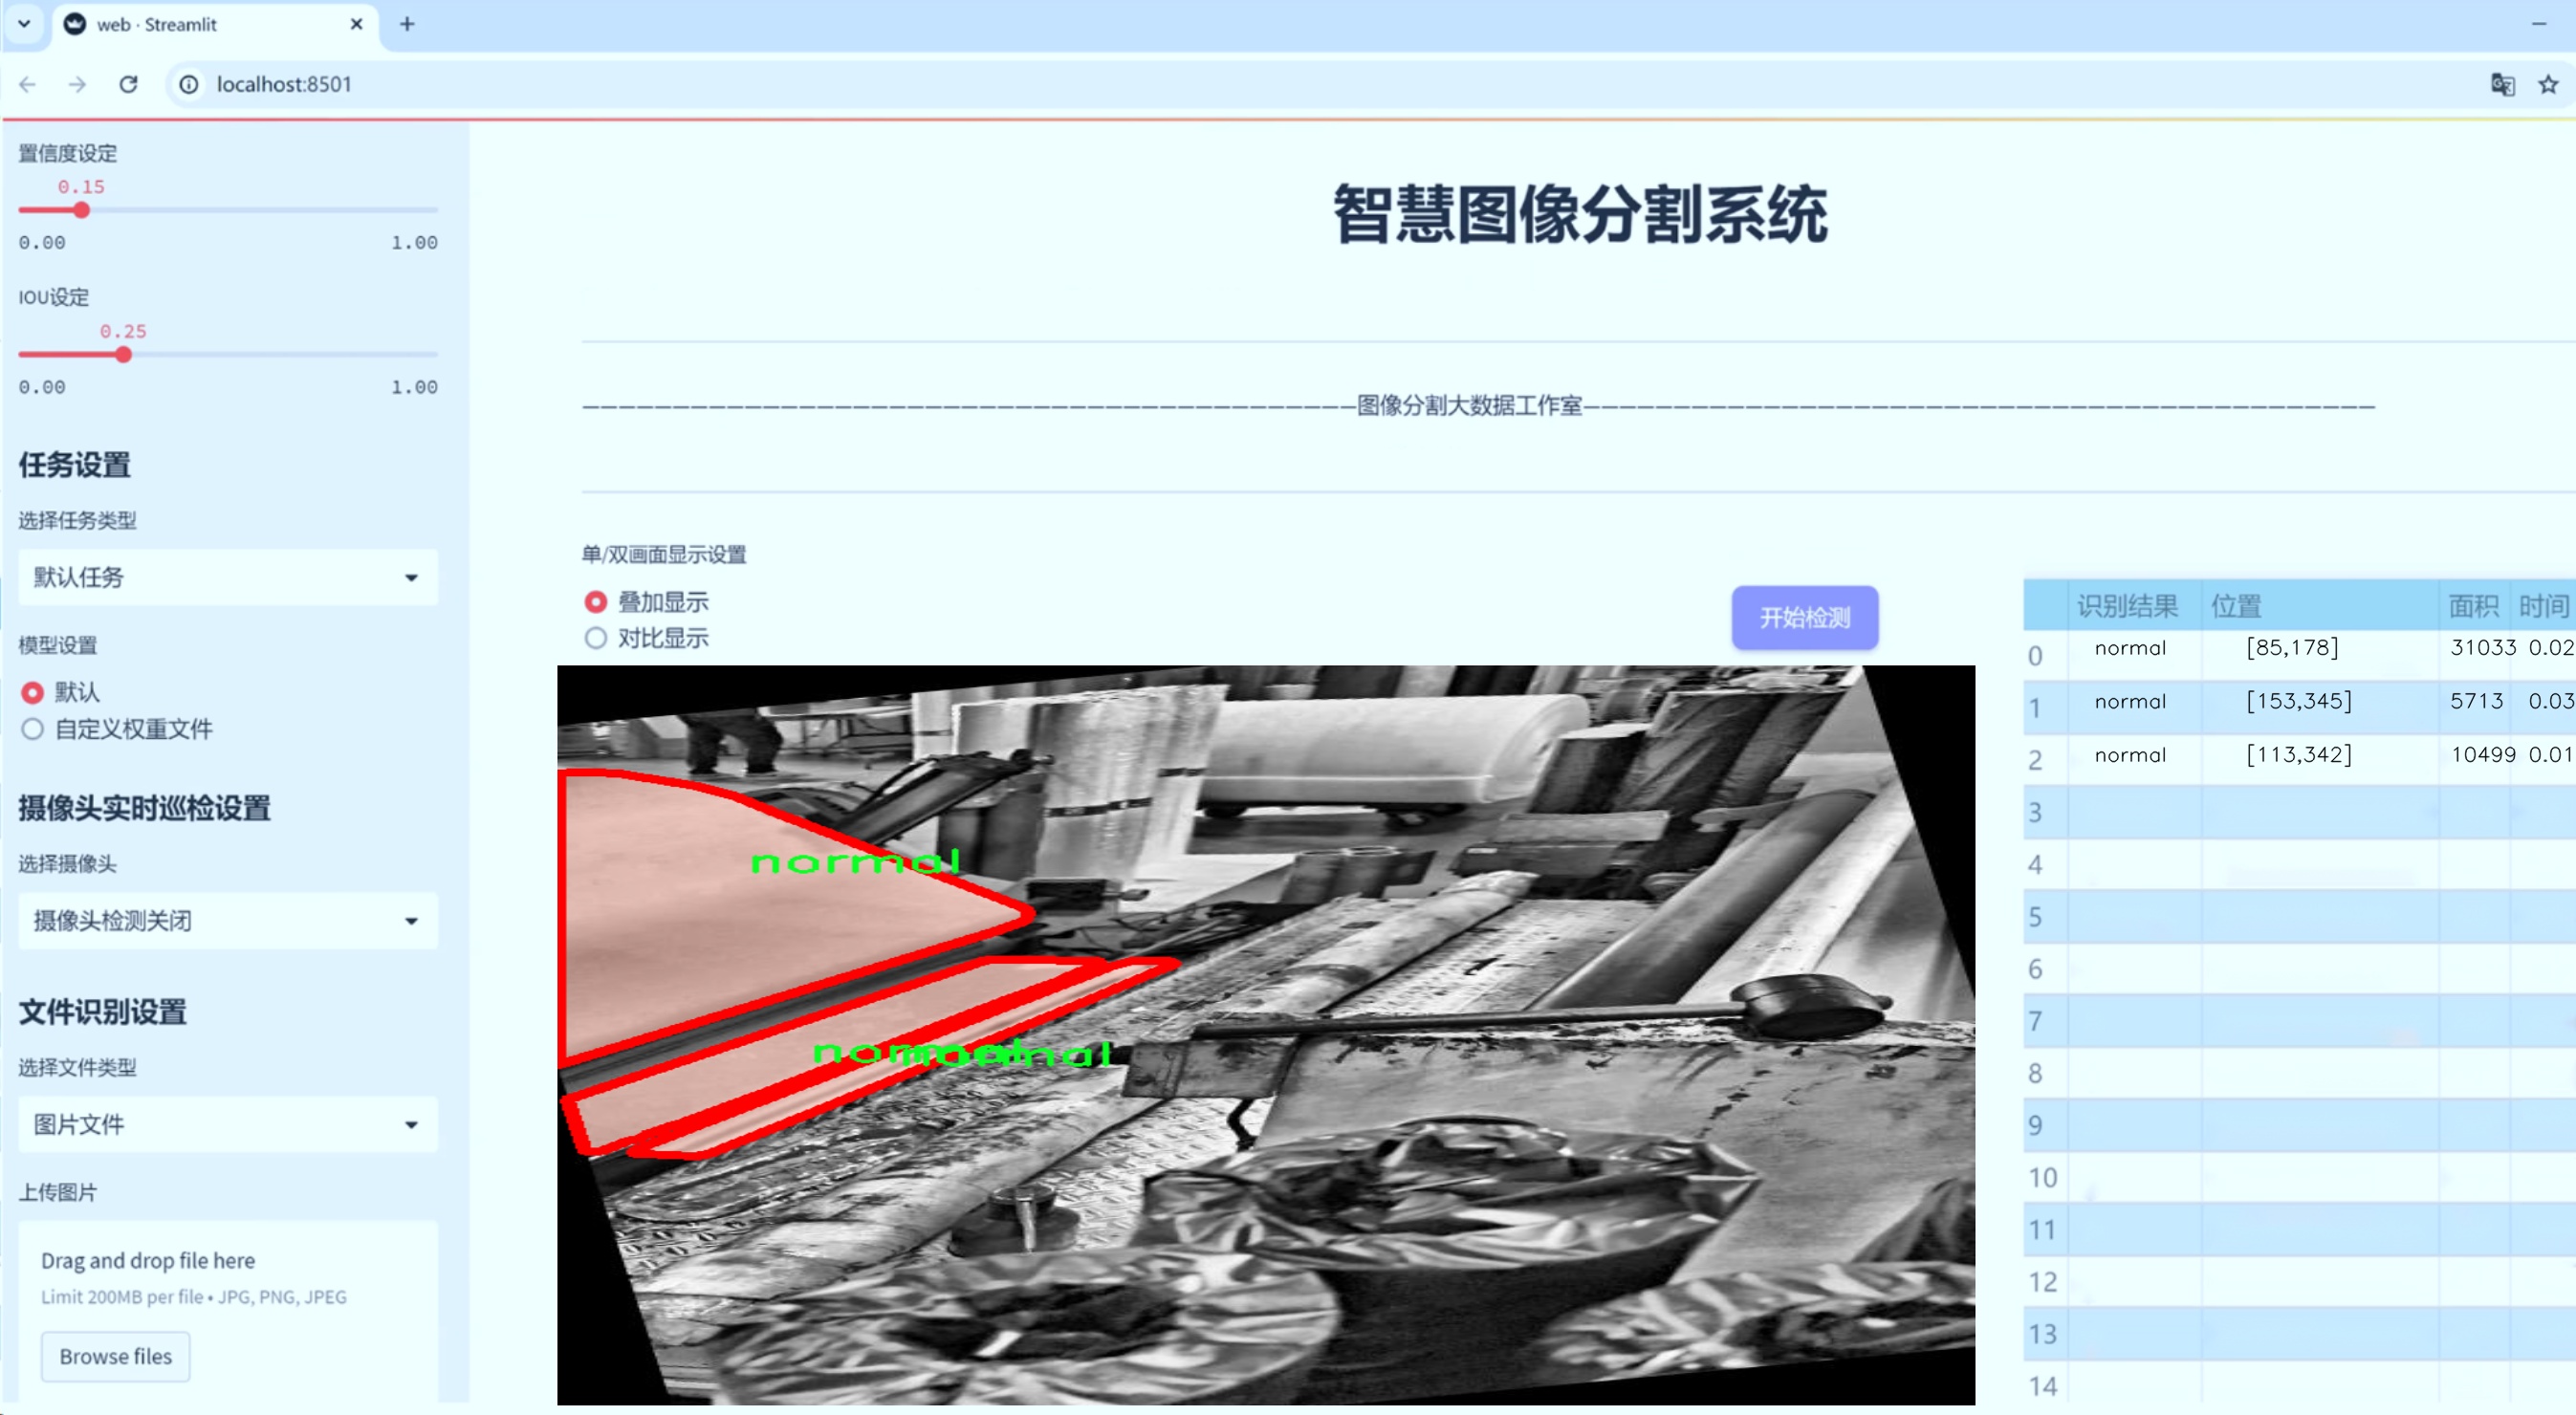 web · Streamlit
localhost:8501
置信度设定
0.15
0.00 1.00
IOU设定
0.25
0.00 1.00
任务设置
选择任务类型
默认任务
模型设置
默认
自定义权重文件
摄像头实时巡检设置
选择摄像头
摄像头检测关闭
文件识别设置
选择文件类型
图片文件
上传图片
Drag and drop file here
Limit 200MB per file • JPG, PNG, JPEG
Browse files
智慧图像分割系统
图像分割大数据工作室
单/双画面显示设置
叠加显示
对比显示
开始检测
normal
normal
normal
识别结果 位置 面积 时间
0 normal [85,178] 31033 0.02
1 normal [153,345] 5713 0.03
2 normal [113,342] 10499 0.01
3
4
5
6
7
8
9
10
11
12
13
14